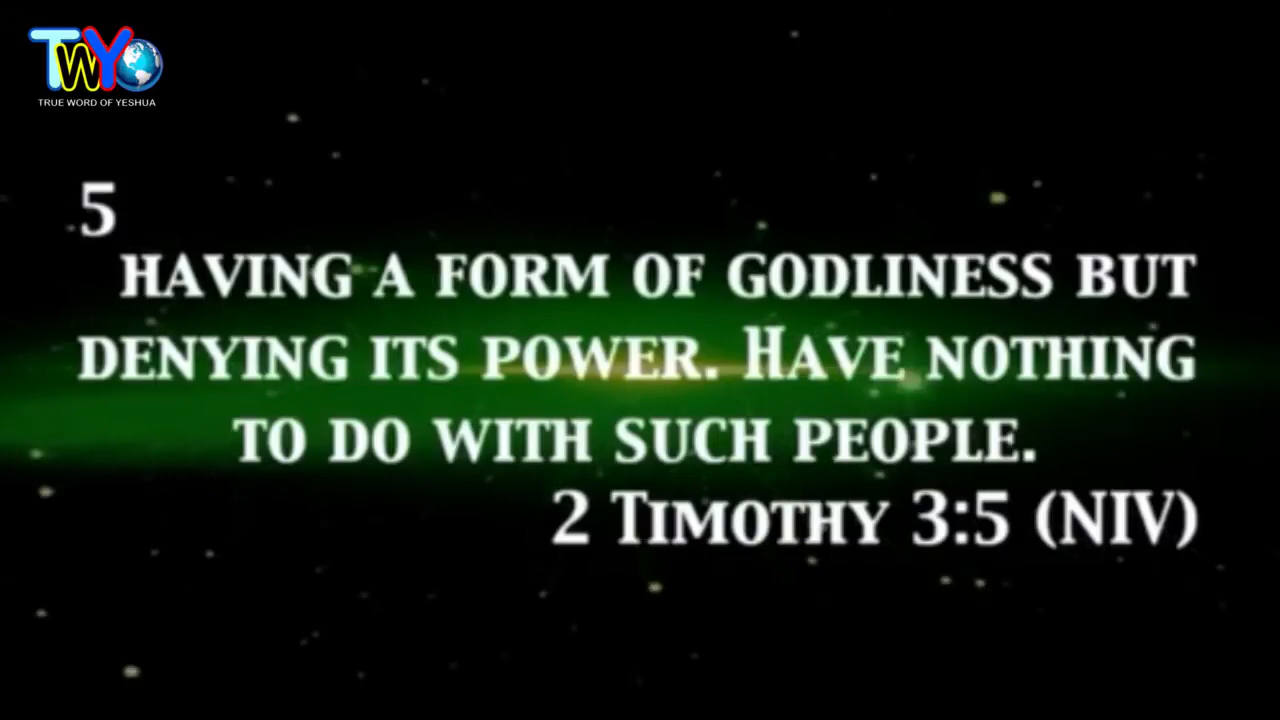 TWY
TRUE WORD OF YESHUA
5
HAVING A FORM OF GODLINESS BUT
DENYING ITS POWER. HAVE NOTHING
TO DO WITH SUCH PEOPLE.
2 TIMOTHY 3:5 (NIV)